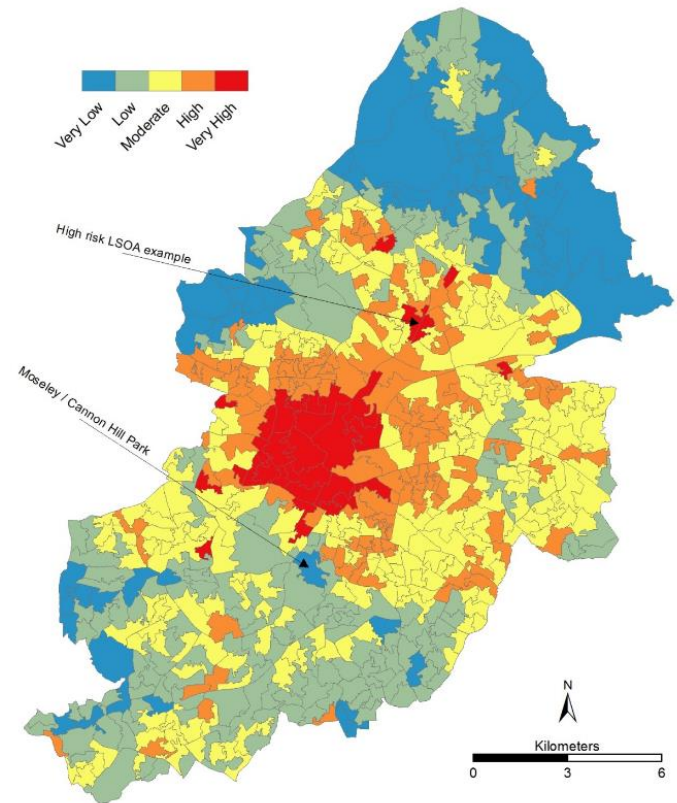 Very Low
Low
Moderate
High
Very High
High risk LSOA example
Moseley / Cannon Hill Park
N
Kilometers
0 3 6